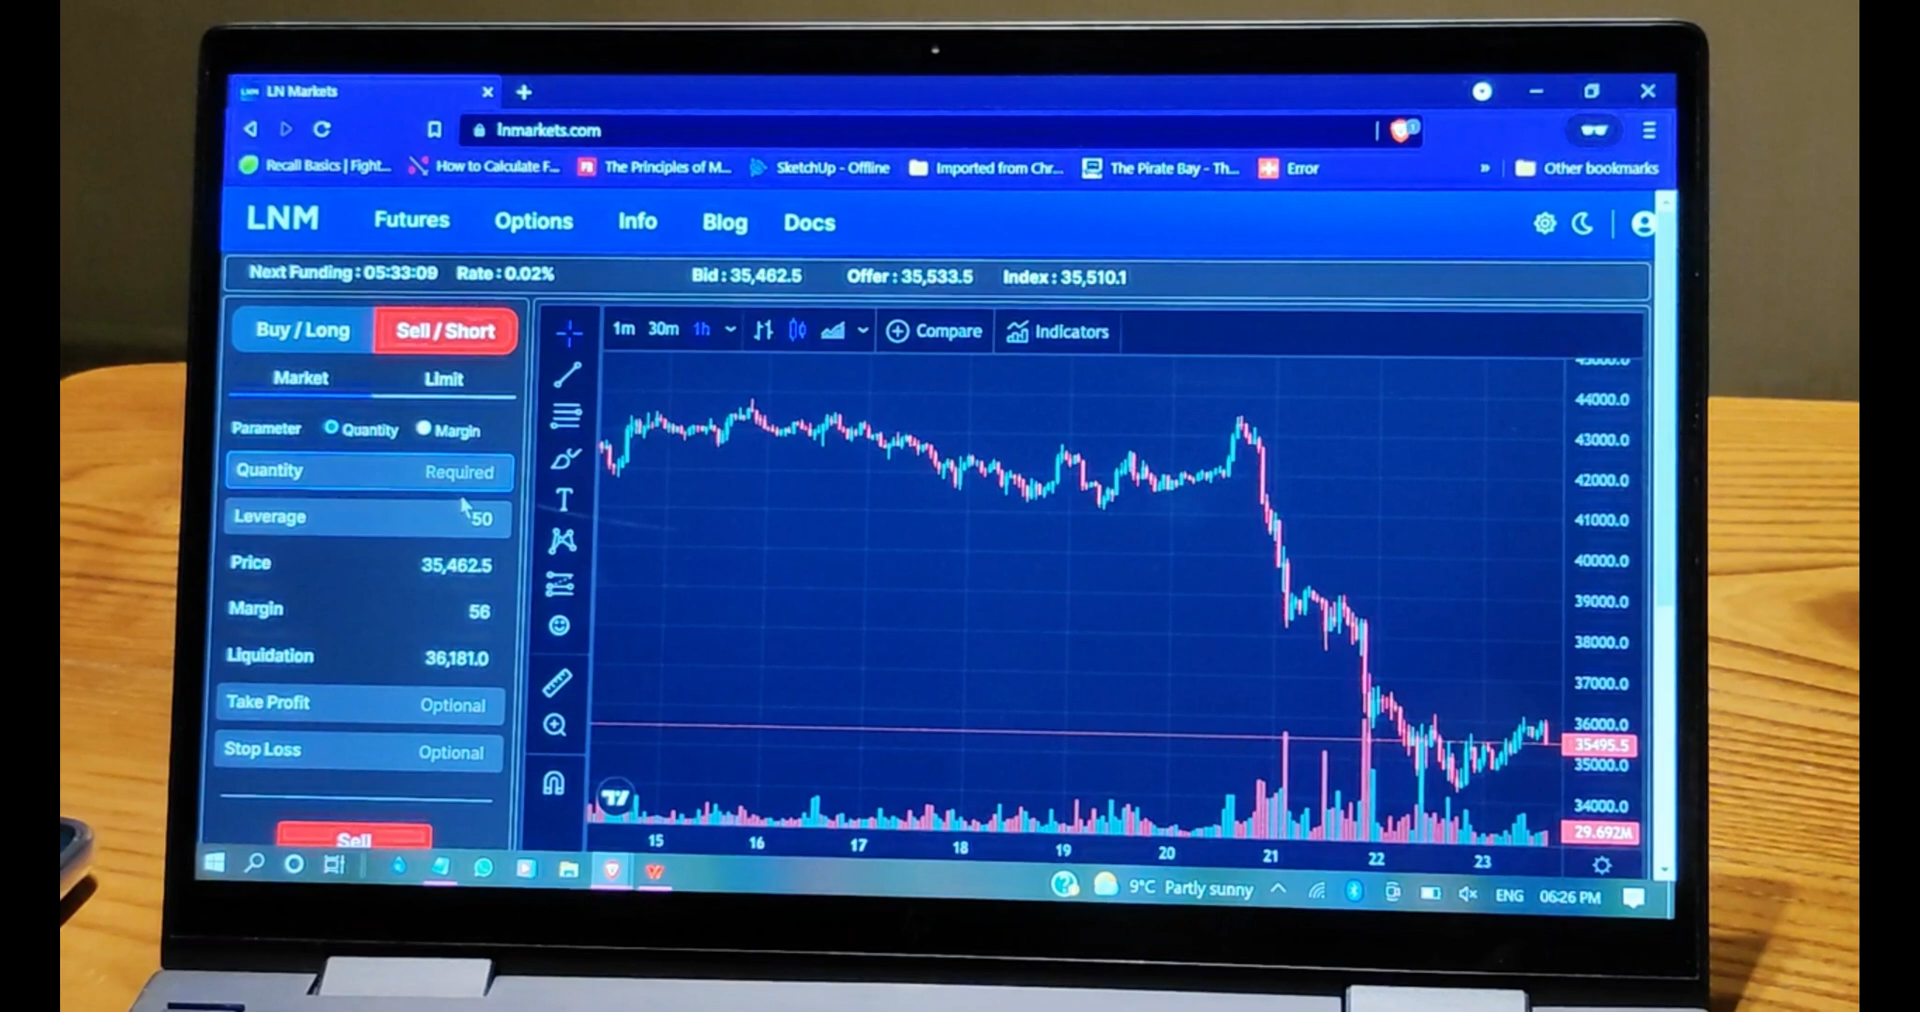 LNM LN Markets
lnmarkets.com
Recall Basics | Fight... How to Calculate F... The Principles of M... SketchUp - Offline Imported from Chr... The Pirate Bay - Th... Error » Other bookmarks
LNM Futures Options Info Blog Docs
Next Funding : 05:33:09 Rate : 0.02% Bid : 35,462.5 Offer : 35,533.5 Index : 35,510.1
Buy / Long Sell / Short
1m 30m 1h Compare Indicators
Market Limit
Parameter Quantity Margin
Quantity Required
Leverage 50
Price 35,462.5
Margin 56
Liquidation 36,181.0
Take Profit Optional
Stop Loss Optional
Sell
T
45000.0
44000.0
43000.0
42000.0
41000.0
40000.0
39000.0
38000.0
37000.0
36000.0
35495.5
35000.0
34000.0
29.692M
15 16 17 18 19 20 21 22 23
9°C Partly sunny ENG 06:26 PM